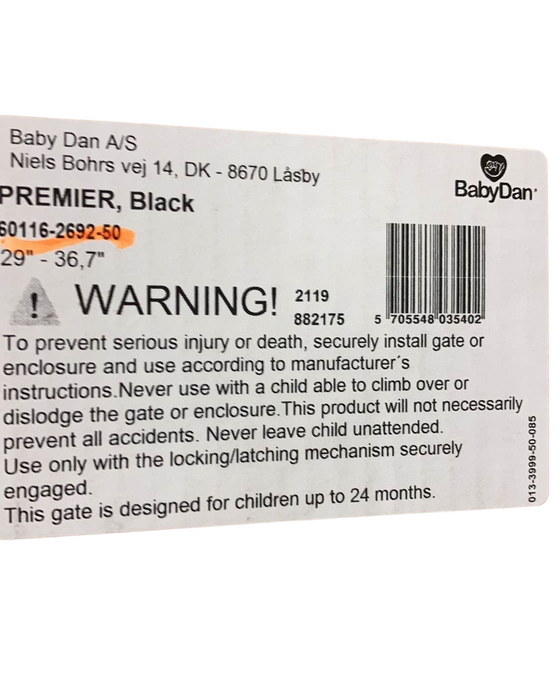 Baby Dan A/S
Niels Bohrs vej 14, DK - 8670 Låsby
BabyDan
PREMIER, Black
60116-2692-50
29" - 36,7"
WARNING!
2119
882175
5 705548 035402
To prevent serious injury or death, securely install gate or
enclosure and use according to manufacturer´s
instructions.Never use with a child able to climb over or
dislodge the gate or enclosure.This product will not necessarily
prevent all accidents. Never leave child unattended.
Use only with the locking/latching mechanism securely
engaged.
This gate is designed for children up to 24 months.
013-3999-50-085